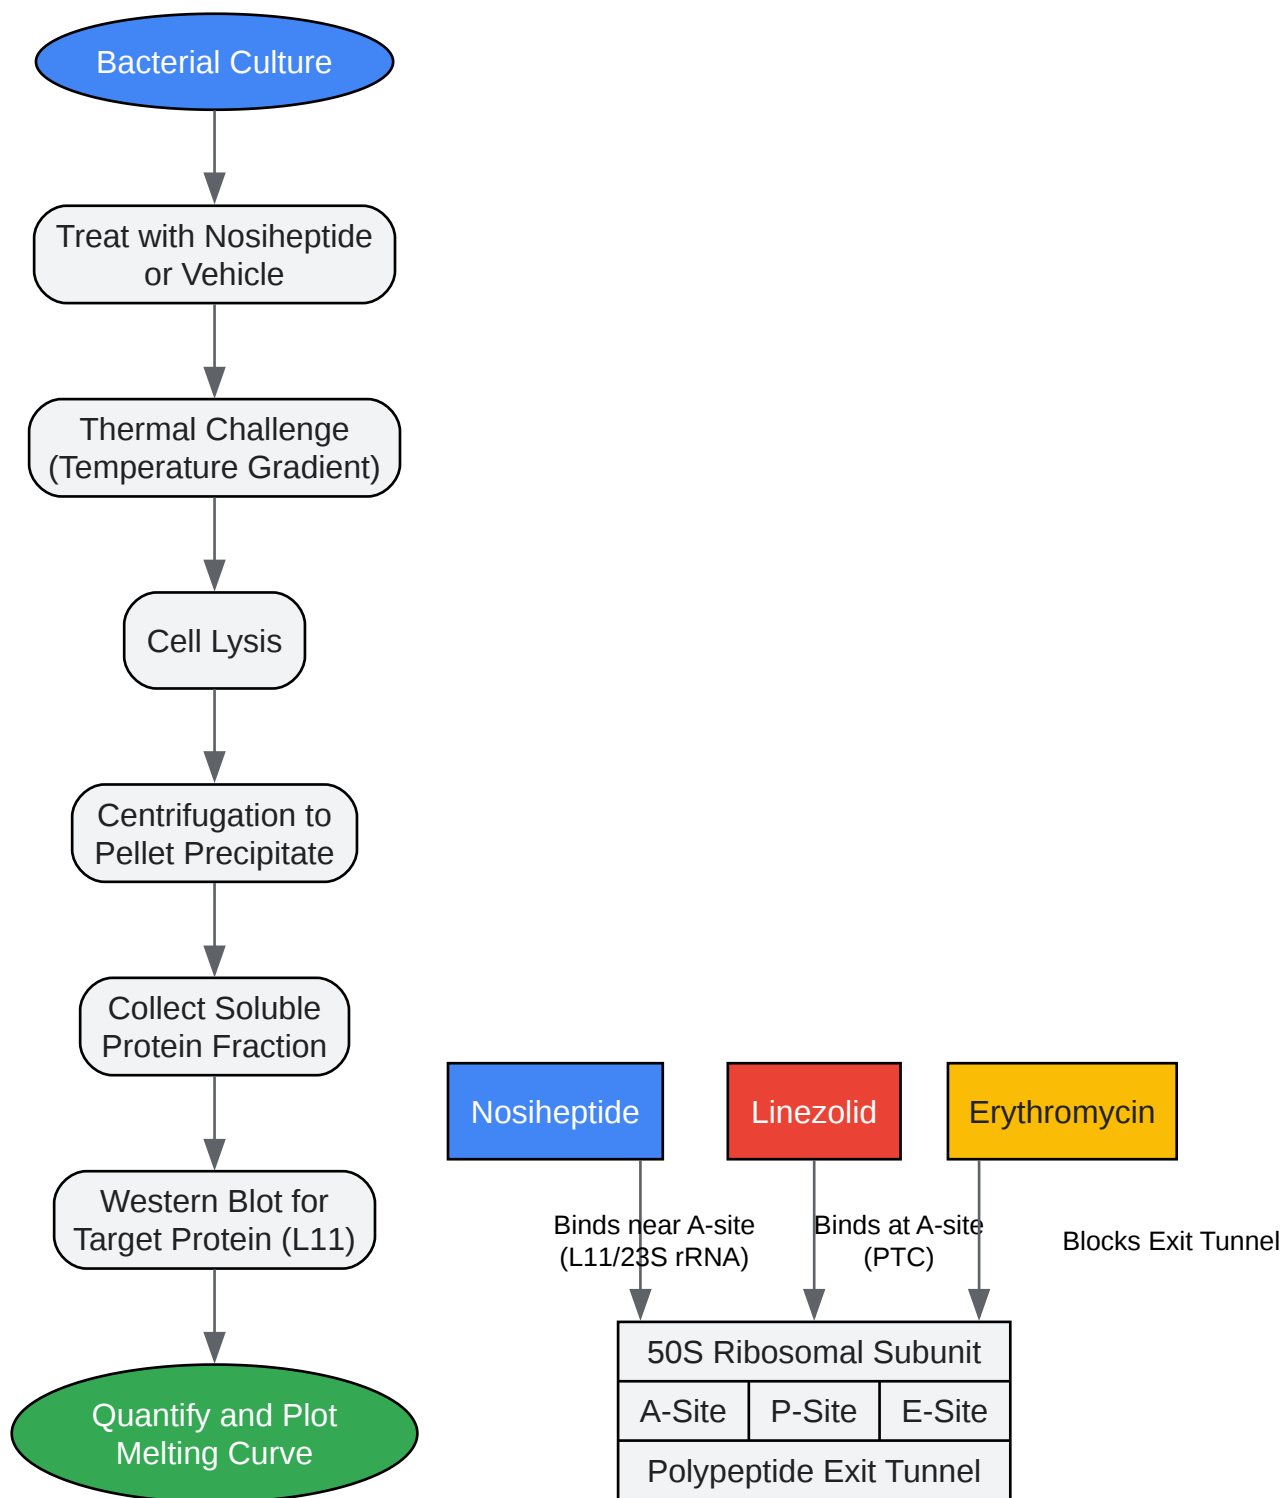 Bacterial Culture
Treat with Nosiheptide
or Vehicle
Thermal Challenge
(Temperature Gradient)
Cell Lysis
Centrifugation to
Pellet Precipitate
Collect Soluble
Protein Fraction
Western Blot for
Target Protein (L11)
Quantify and Plot
Melting Curve
Nosiheptide
Linezolid
Erythromycin
Binds near A-site
(L11/23S rRNA)
Binds at A-site
(PTC)
Blocks Exit Tunnel
50S Ribosomal Subunit
A-Site
P-Site
E-Site
Polypeptide Exit Tunnel